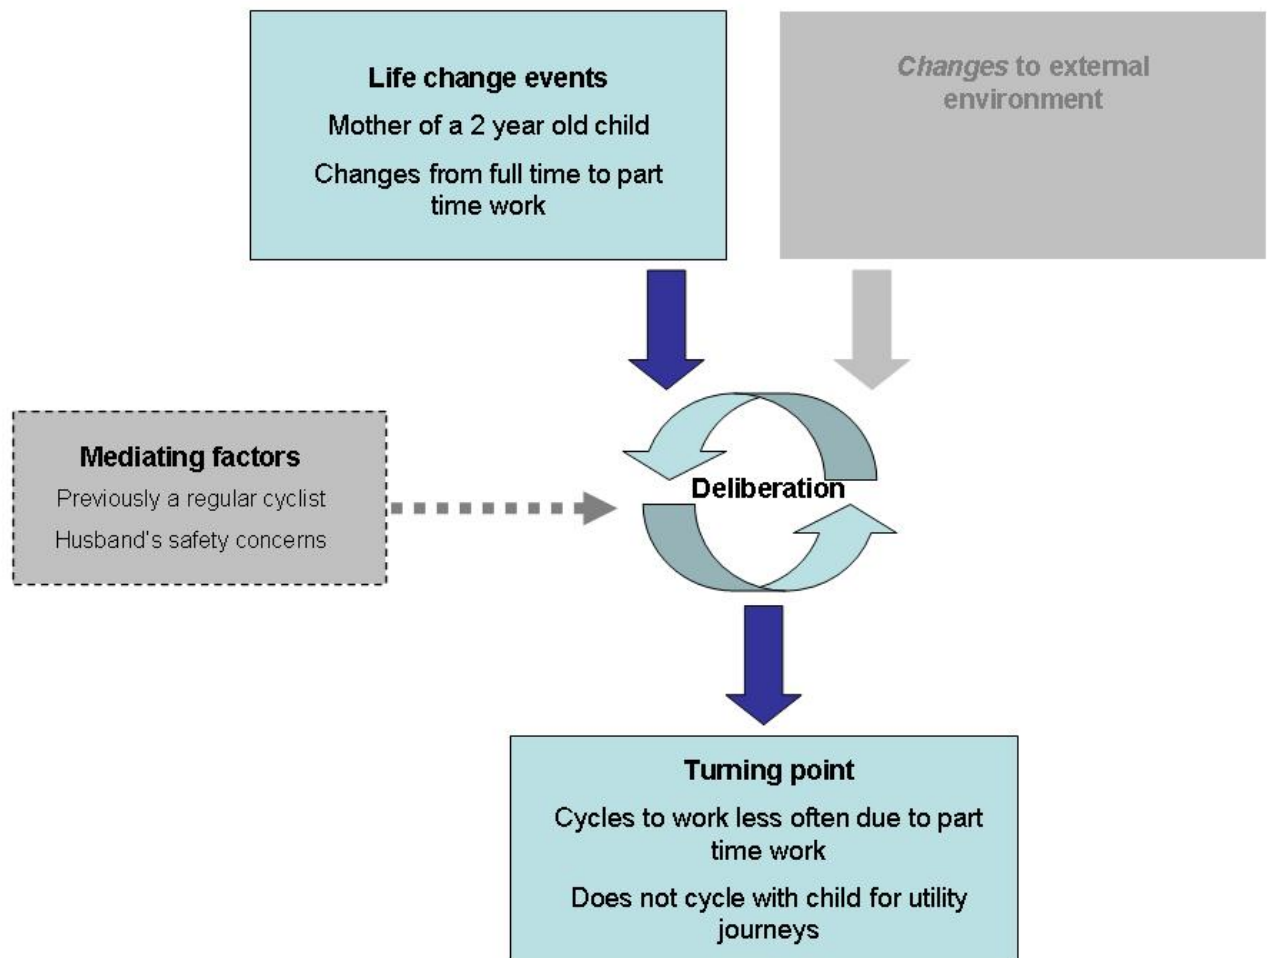 Life change events
Mother of a 2 year old child
Changes from full time to part
time work
Changes to external
environment
Mediating factors
Previously a regular cyclist
Husband's safety concerns
Deliberation
Turning point
Cycles to work less often due to part
time work
Does not cycle with child for utility
journeys